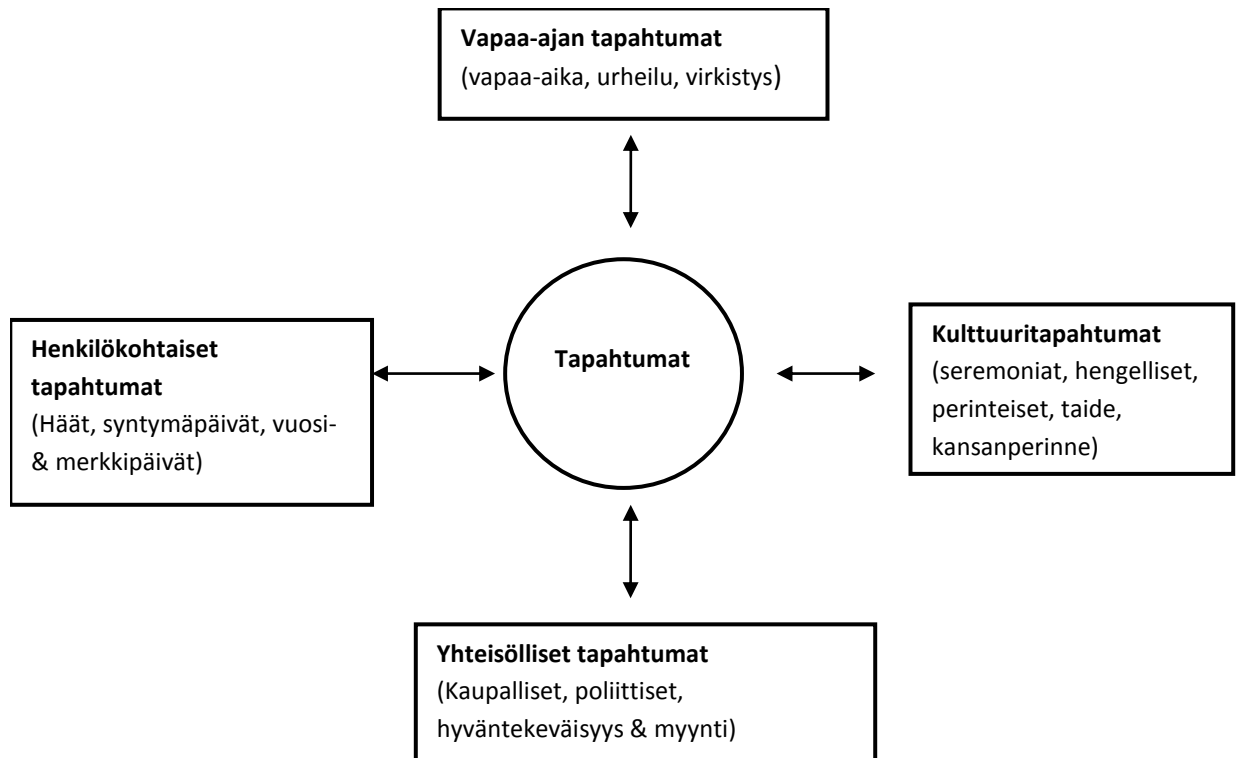 Vapaa-ajan tapahtumat
(vapaa-aika, urheilu, virkistys)
Henkilökohtaiset
tapahtumat
(Häät, syntymäpäivät, vuosi-
& merkkipäivät)
Tapahtumat
Kulttuuritapahtumat
(seremoniat, hengelliset,
perinteiset, taide,
kansanperinne)
Yhteisölliset tapahtumat
(Kaupalliset, poliittiset,
hyväntekeväisyys & myynti)